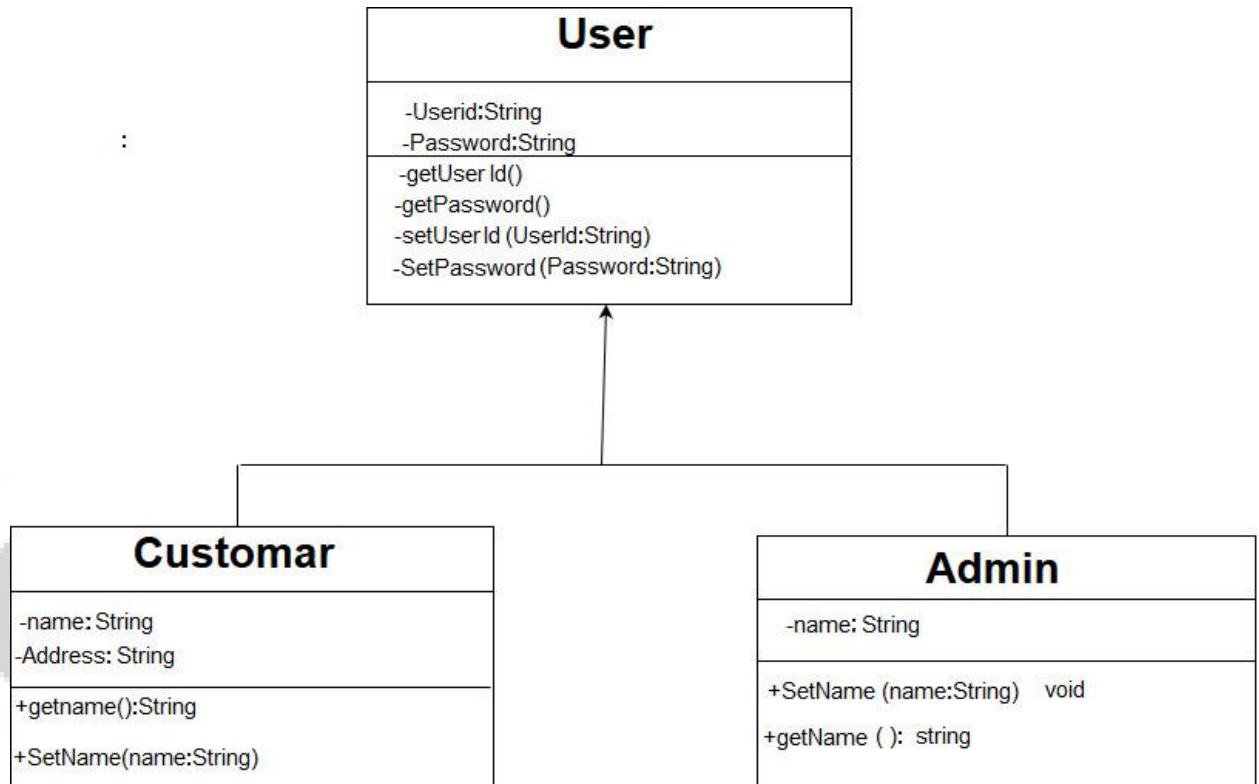 User
-Userid:String
:
-Password:String
-getUser Id()
-getPassword()
-setUser Id (UserId:String)
-SetPassword (Password:String)
Customar
-name: String
-Address: String
+getname():String
+SetName(name:String)
Admin
-name: String
+SetName (name:String) void
+getName ( ): string